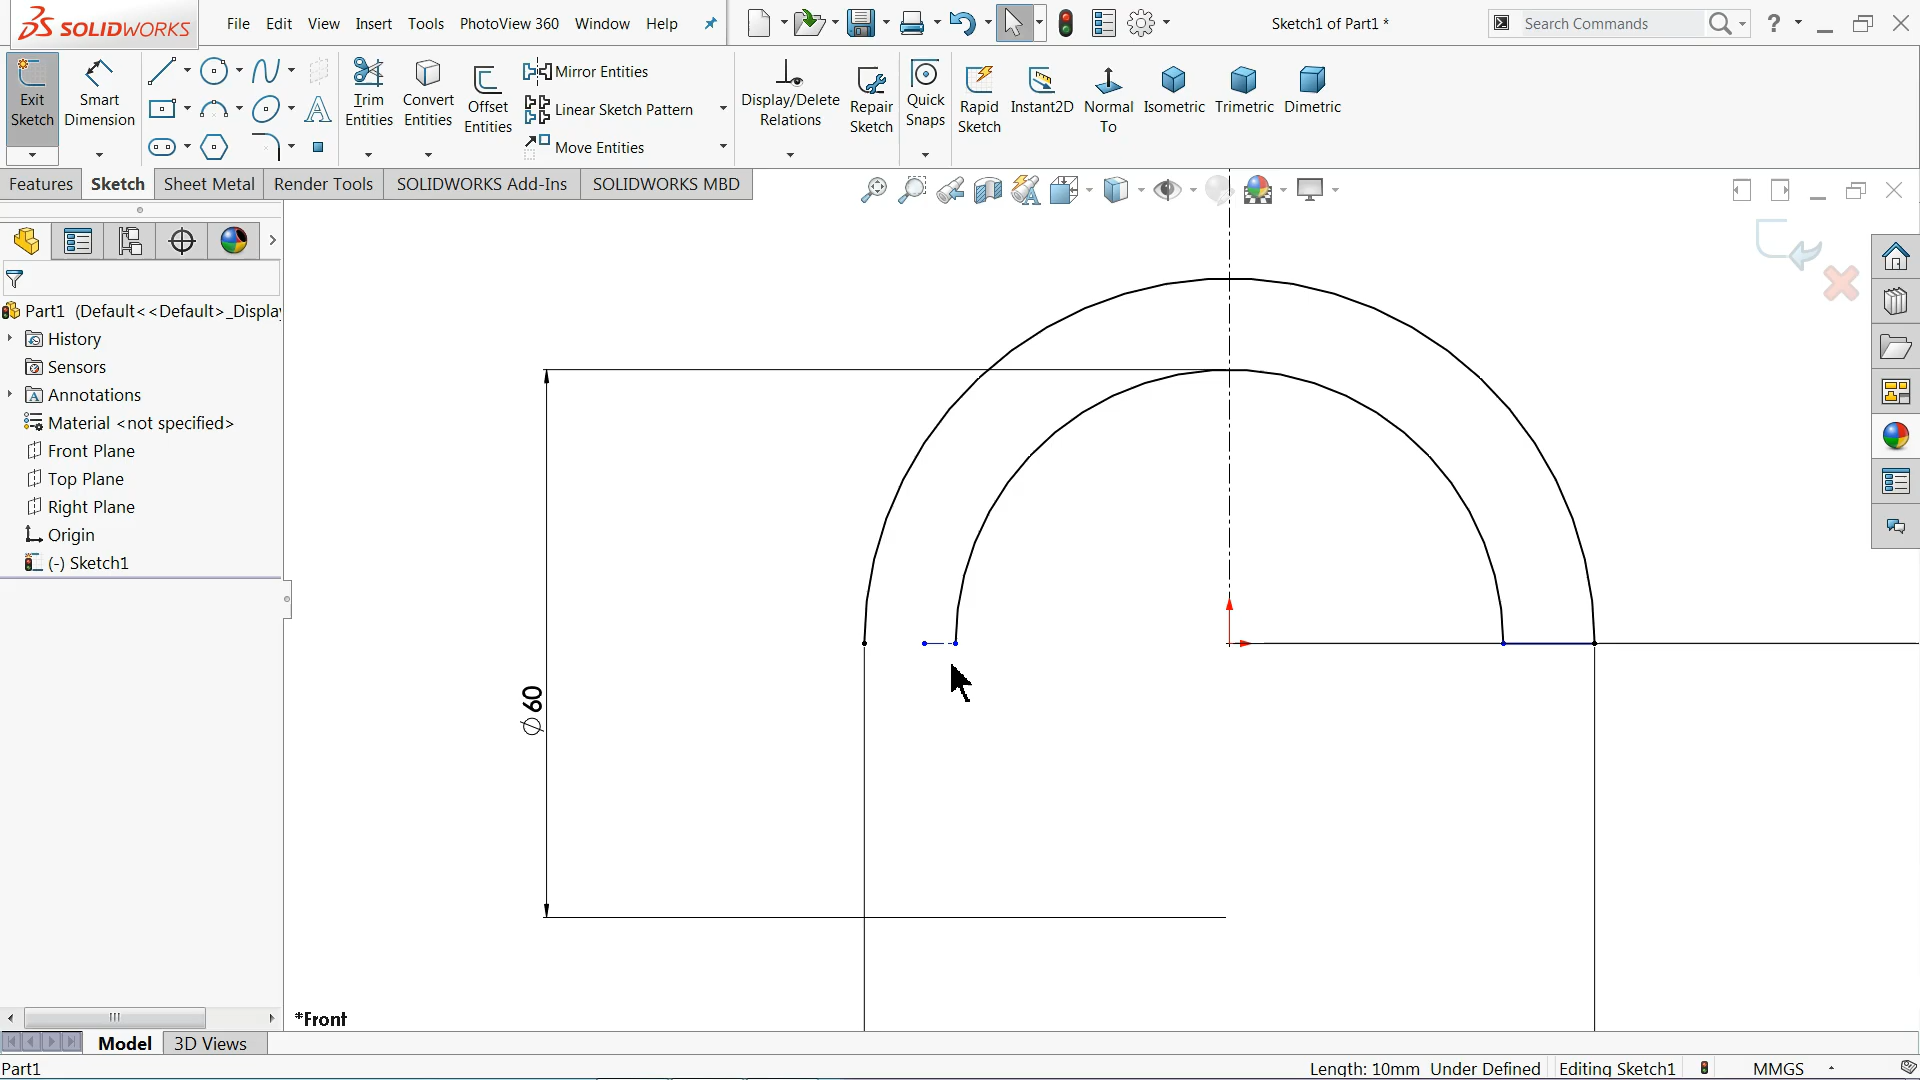 SOLIDWORKS
File Edit View Insert Tools PhotoView 360 Window Help
Sketch1 of Part1 *
Search Commands
?
Exit Sketch
Smart Dimension
Trim Entities
Convert Entities
Offset Entities
Mirror Entities
Linear Sketch Pattern
Move Entities
Display/Delete Relations
Repair Sketch
Quick Snaps
Rapid Sketch
Instant2D
Normal To
Isometric
Trimetric
Dimetric
Features Sketch Sheet Metal Render Tools SOLIDWORKS Add-Ins SOLIDWORKS MBD
Part1 (Default<<Default>_Displa
History
Sensors
Annotations
Material <not specified>
Front Plane
Top Plane
Right Plane
Origin
(-) Sketch1
∅60
*Front
Model 3D Views
Part1
Length: 10mm Under Defined Editing Sketch1 MMGS